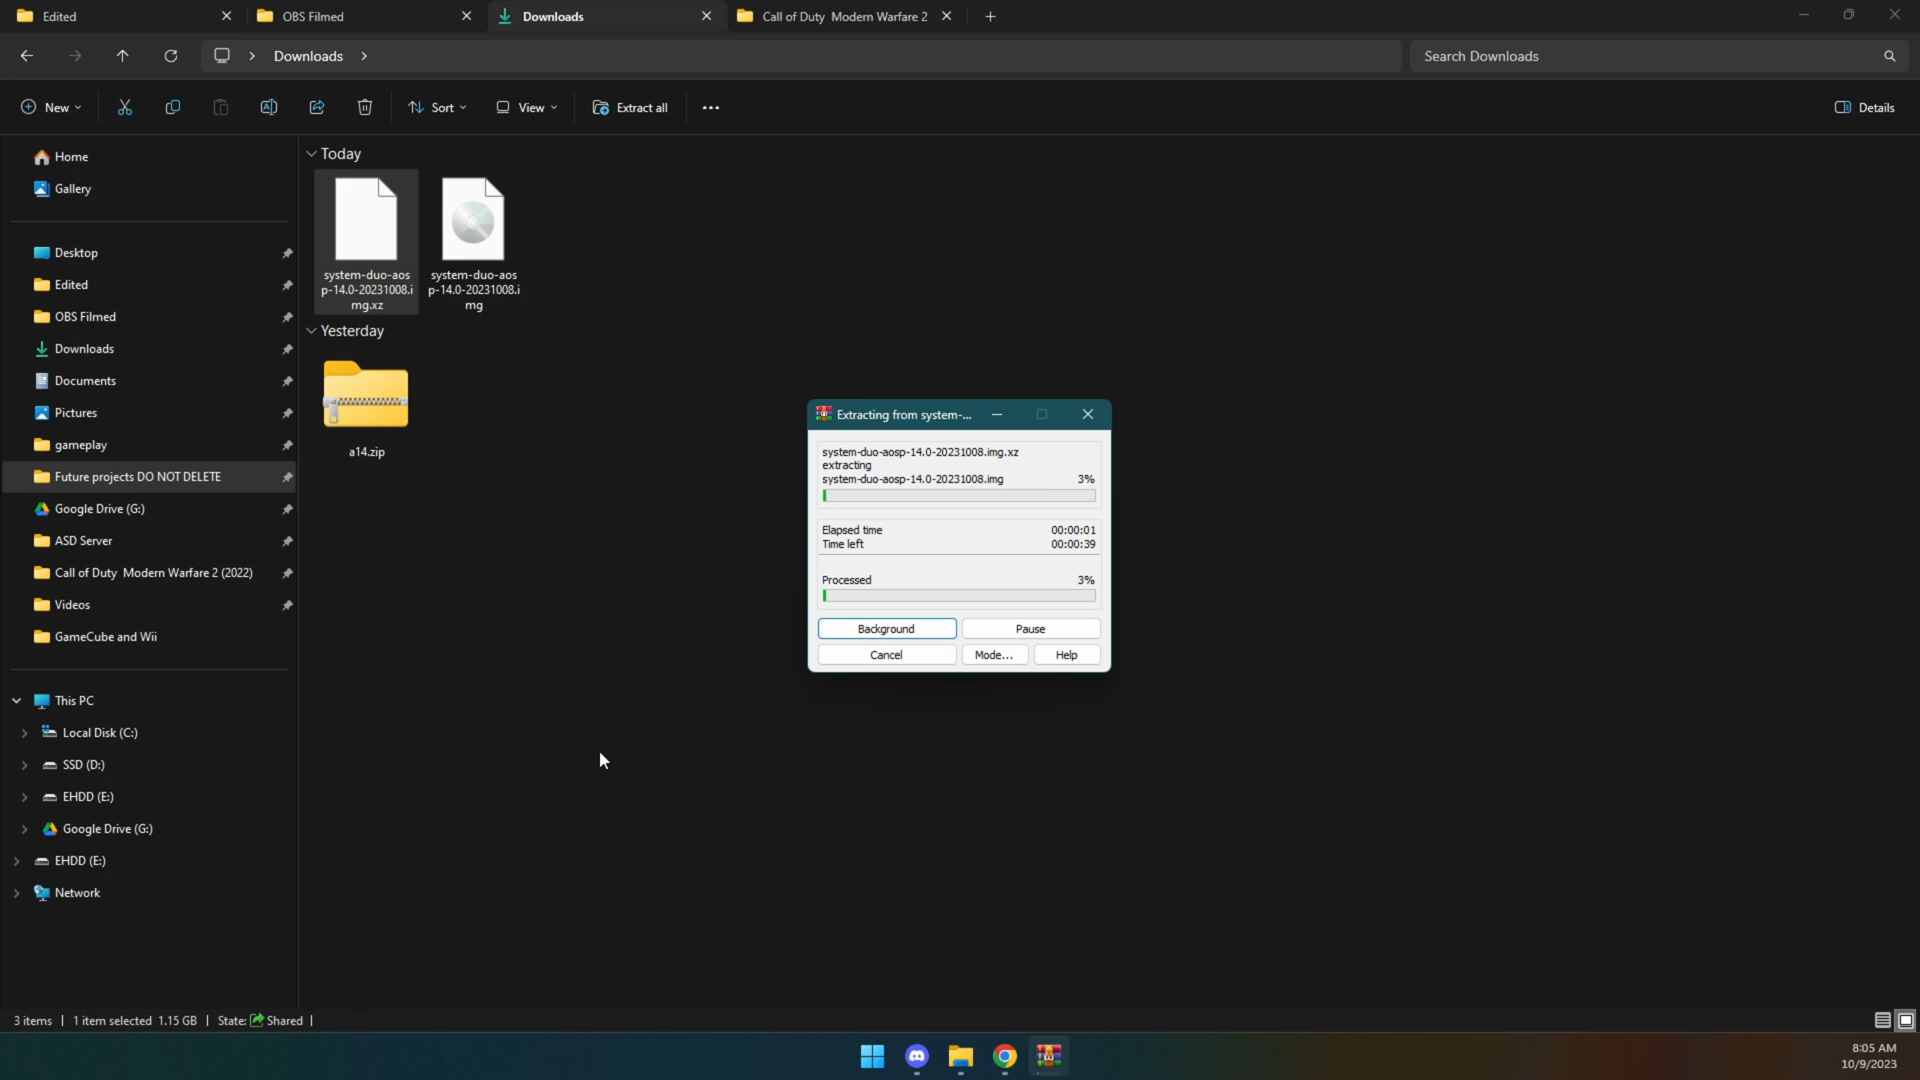 Edited
OBS Filmed
Downloads
Call of Duty Modern Warfare 2
Downloads
Search Downloads
New
Sort
View
Extract all
Details
Home
Gallery
Desktop
Edited
OBS Filmed
Downloads
Documents
Pictures
gameplay
Future projects DO NOT DELETE
Google Drive (G:)
ASD Server
Call of Duty Modern Warfare 2 (2022)
Videos
GameCube and Wii
This PC
Local Disk (C:)
SSD (D:)
EHDD (E:)
Google Drive (G:)
EHDD (E:)
Network
Today
system-duo-aos
p-14.0-20231008.i
mg.xz
system-duo-aos
p-14.0-20231008.i
mg
Yesterday
a14.zip
Extracting from system-...
system-duo-aosp-14.0-20231008.img.xz
extracting
system-duo-aosp-14.0-20231008.img 3%
Elapsed time 00:00:01
Time left 00:00:39
Processed 3%
Background
Pause
Cancel
Mode...
Help
3 items | 1 item selected 1.15 GB | State: Shared |
8:05 AM
10/9/2023